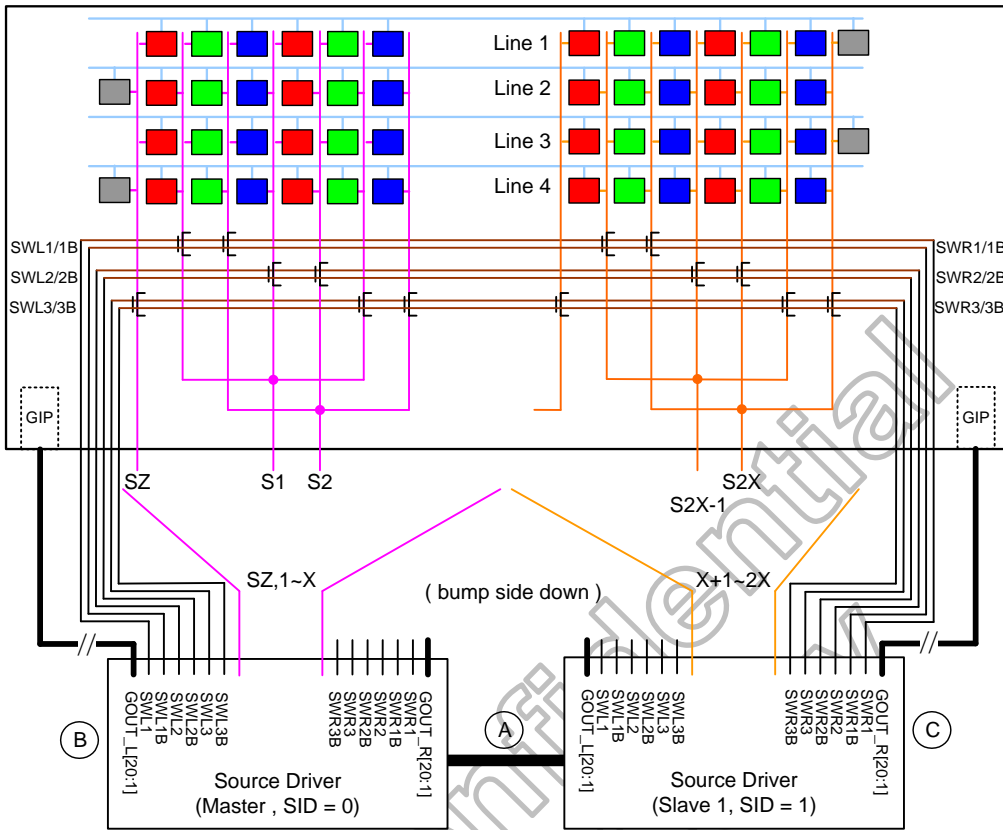 Line 1
Line 2
Line 3
Line 4
SWL1/1B
SWR1/1B
SWL2/2B
SWR2/2B
SWL3/3B
SWR3/3B
GIP
GIP
SZ
S1
S2
S2X
S2X-1
SZ,1~X
( bump side down )
X+1~2X
GOUT_L[20:1]
SWL1
SWL1B
SWL2
SWL2B
SWL3
SWL3B
SWR3B
SWR3
SWR2B
SWR2
SWR1B
SWR1
GOUT_R[20:1]
GOUT_L[20:1]
SWL1
SWL1B
SWL2
SWL2B
SWL3
SWL3B
SWR3B
SWR3
SWR2B
SWR2
SWR1B
SWR1
GOUT_R[20:1]
B
A
C
Source Driver
(Master , SID = 0)
Source Driver
(Slave 1, SID = 1)
nfidential